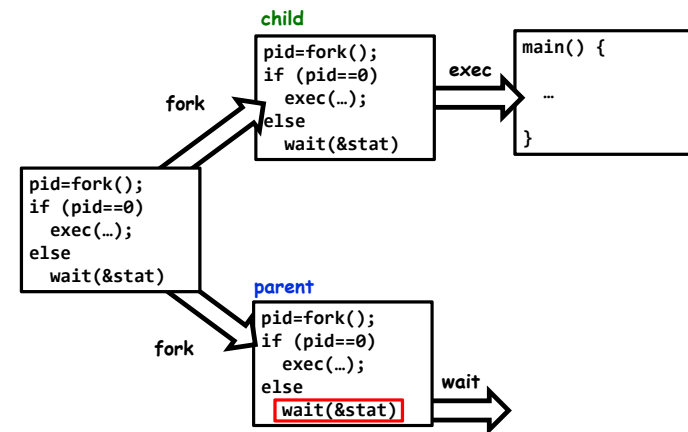 child
pid=fork();
if (pid==0)
exec(…);
else
wait(&stat)
exec
main() {
…
}
fork
pid=fork();
if (pid==0)
exec(…);
else
wait(&stat)
fork
parent
pid=fork();
if (pid==0)
exec(…);
else
wait(&stat)
wait